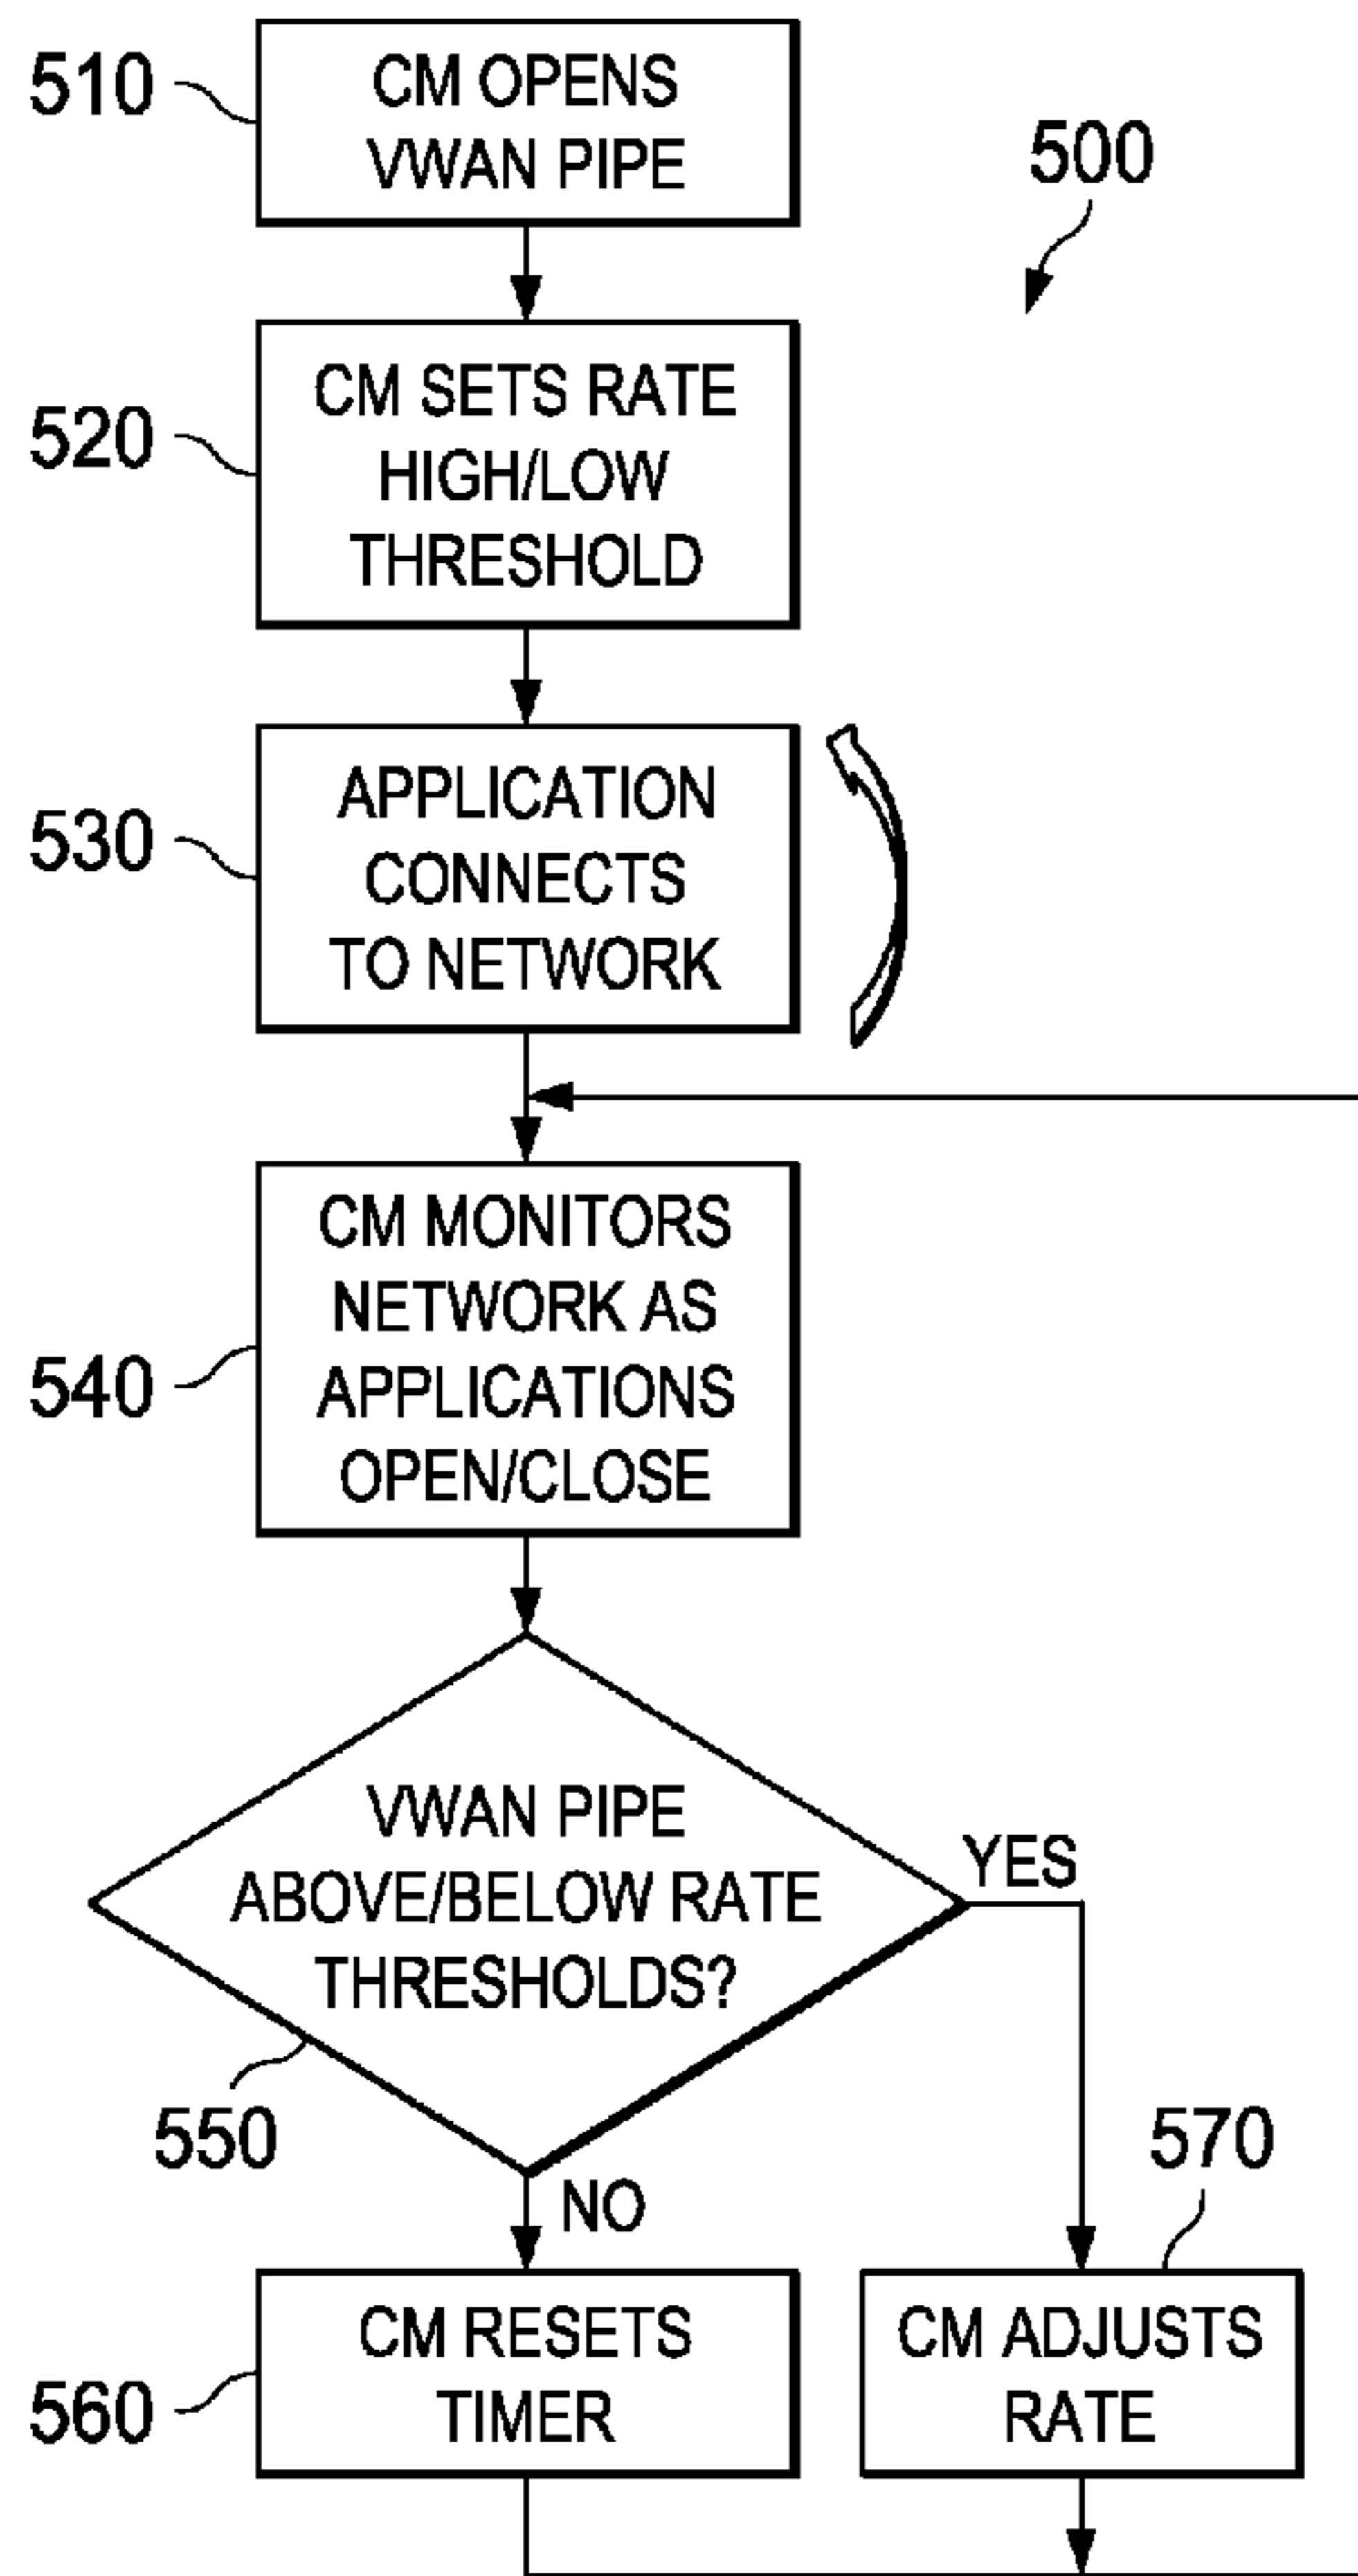 510
CM OPENS
VWAN PIPE
500
520
CM SETS RATE
HIGH/LOW
THRESHOLD
530
APPLICATION
CONNECTS
TO NETWORK
540
CM MONITORS
NETWORK AS
APPLICATIONS
OPEN/CLOSE
VWAN PIPE
ABOVE/BELOW RATE
THRESHOLDS?
YES
550
NO
570
560
CM RESETS
TIMER
CM ADJUSTS
RATE